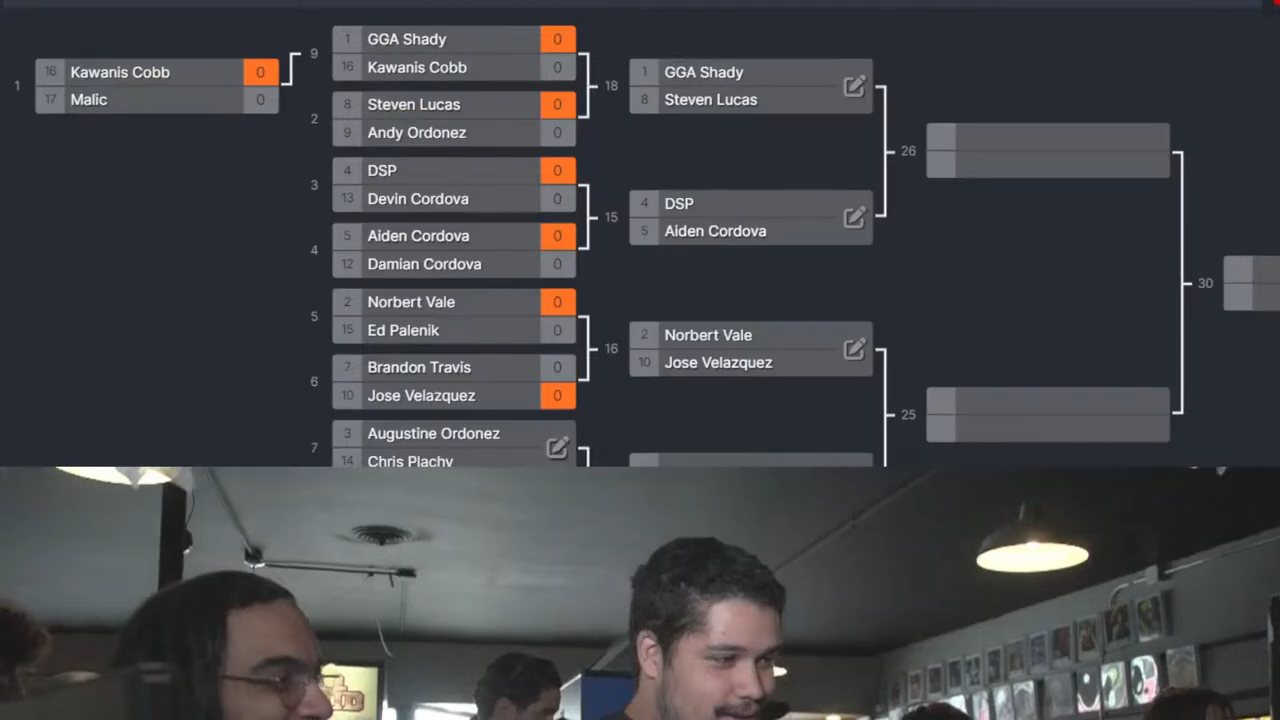 1
16 Kawanis Cobb 0
17 Malic 0
9
1 GGA Shady 0
16 Kawanis Cobb 0
2
8 Steven Lucas 0
9 Andy Ordonez 0
3
4 DSP 0
13 Devin Cordova 0
4
5 Aiden Cordova 0
12 Damian Cordova 0
5
2 Norbert Vale 0
15 Ed Palenik 0
6
7 Brandon Travis 0
10 Jose Velazquez 0
7
3 Augustine Ordonez
14 Chris Plachy
18
1 GGA Shady
8 Steven Lucas
15
4 DSP
5 Aiden Cordova
16
2 Norbert Vale
10 Jose Velazquez
26
25
30